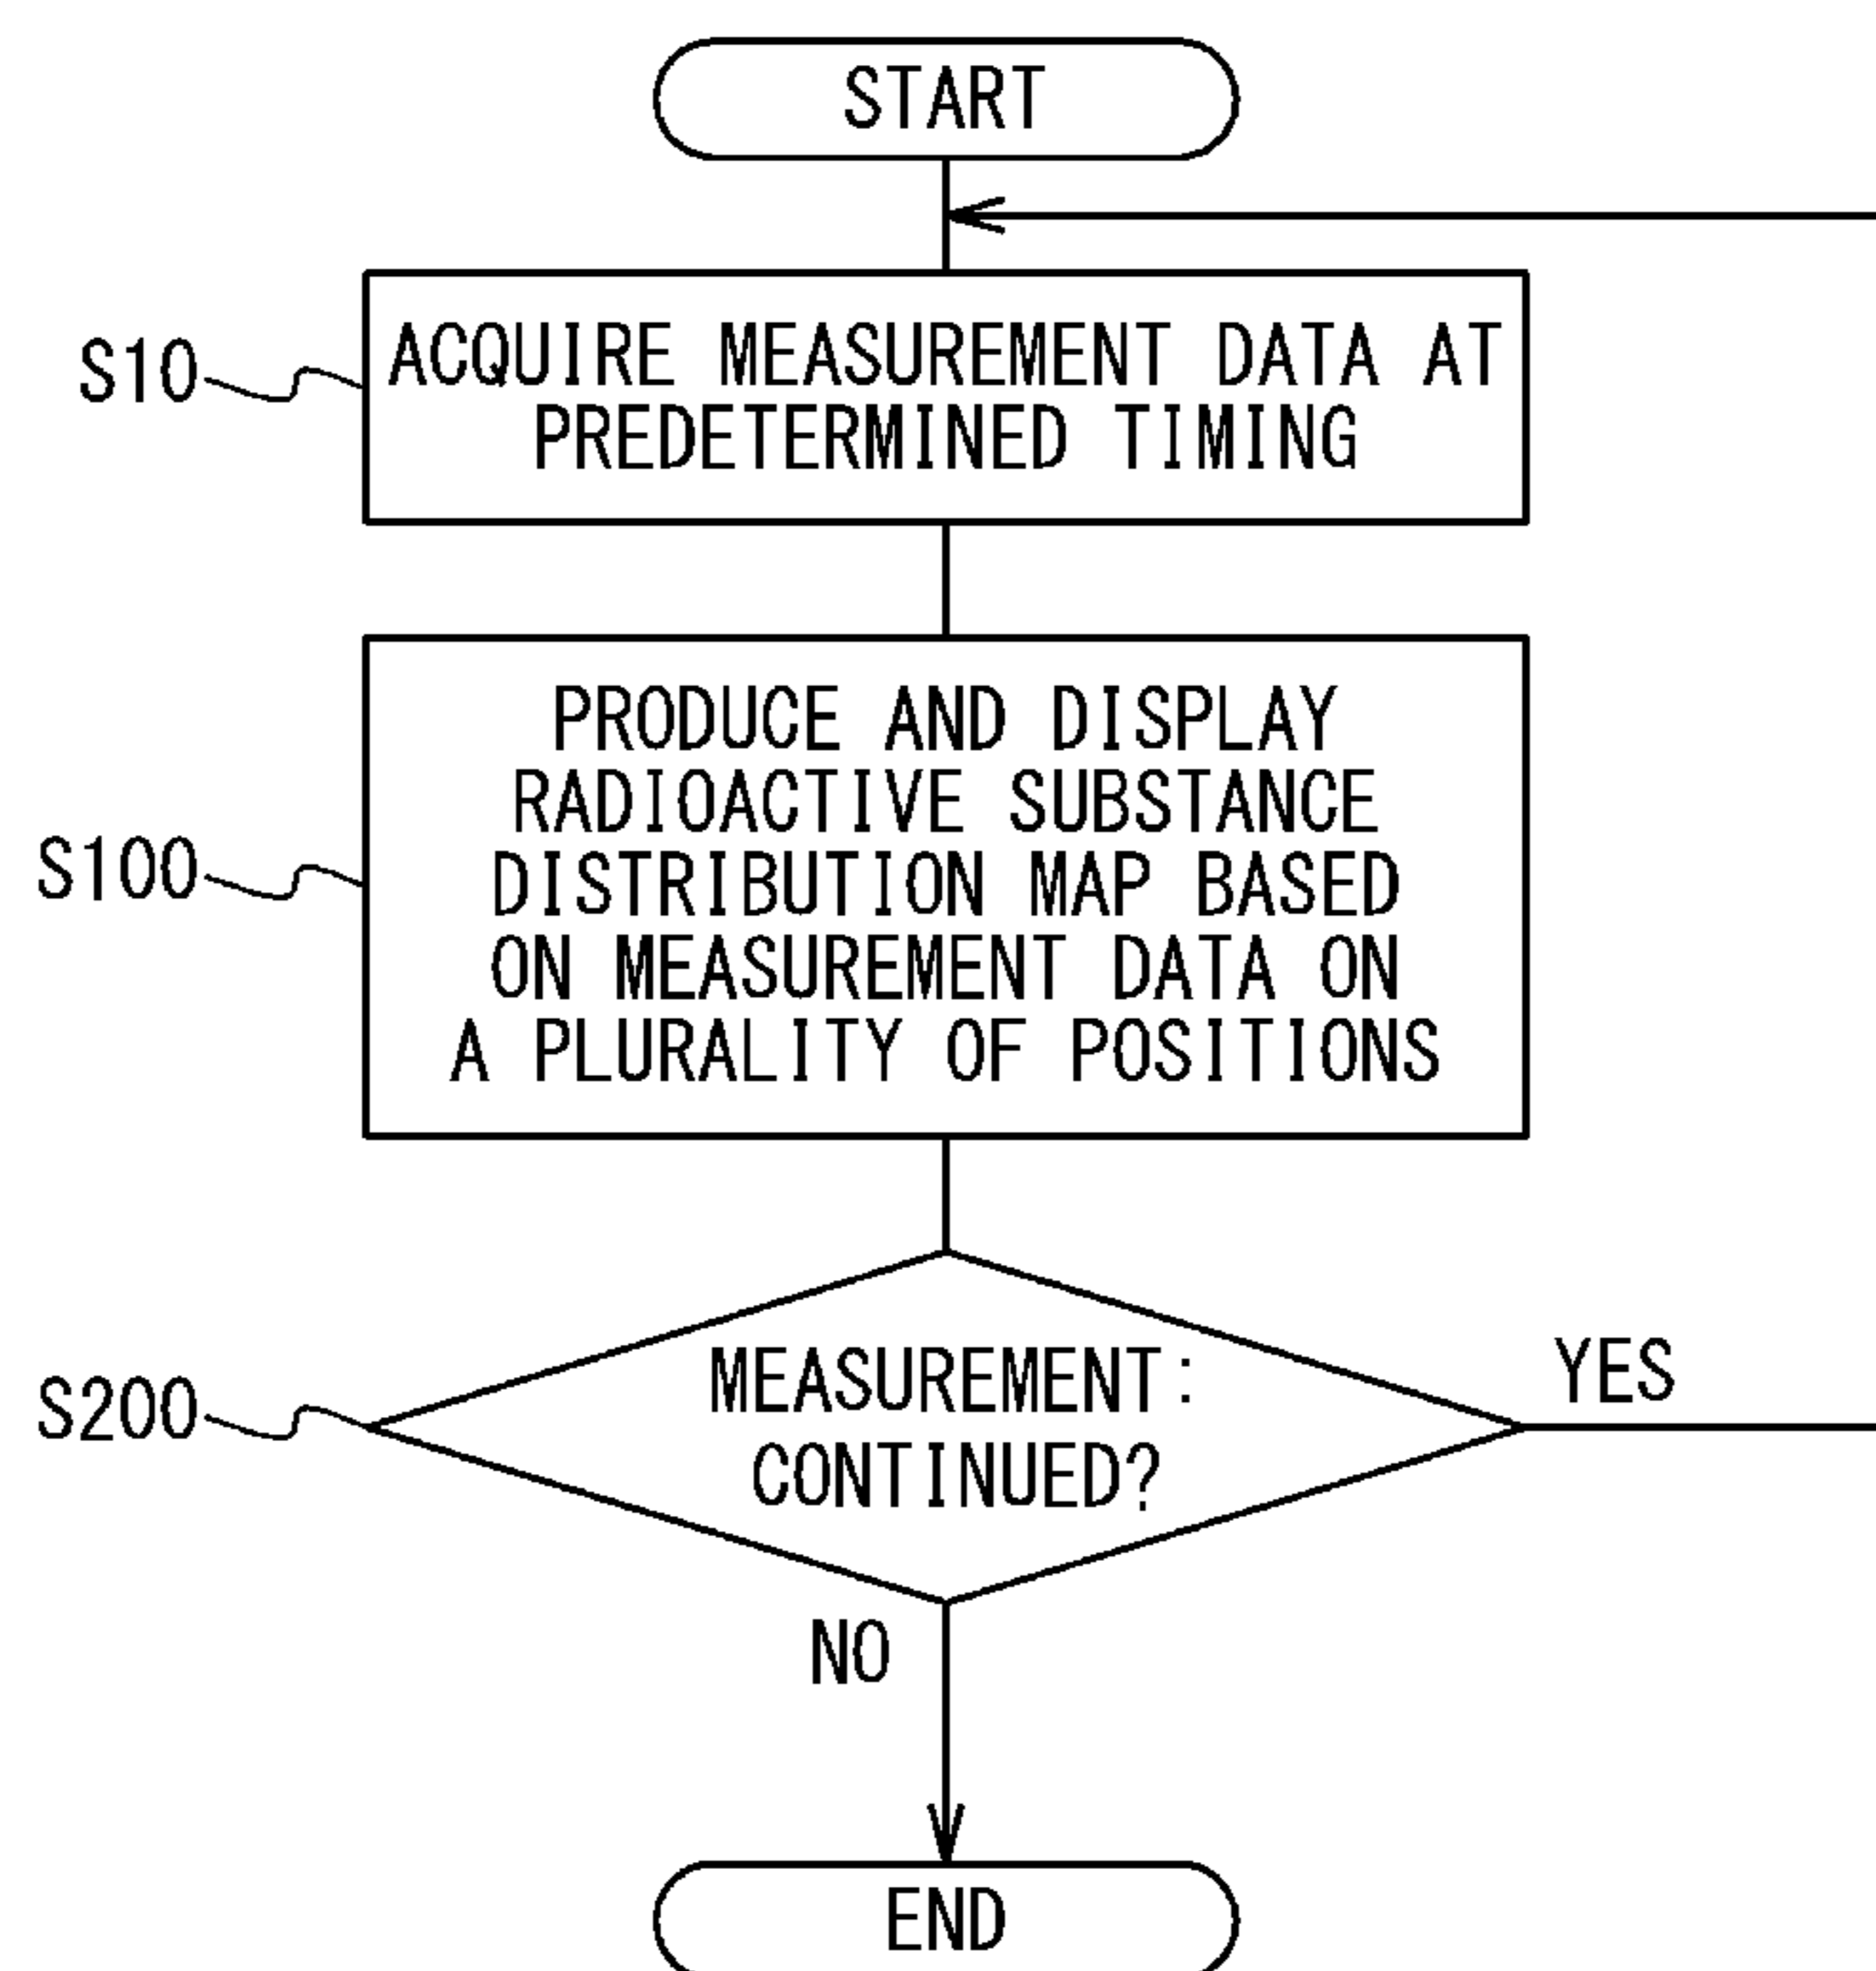 START
S10
ACQUIRE MEASUREMENT DATA AT
PREDETERMINED TIMING
S100
PRODUCE AND DISPLAY
RADIOACTIVE SUBSTANCE
DISTRIBUTION MAP BASED
ON MEASUREMENT DATA ON
A PLURALITY OF POSITIONS
S200
MEASUREMENT:
CONTINUED?
YES
NO
END